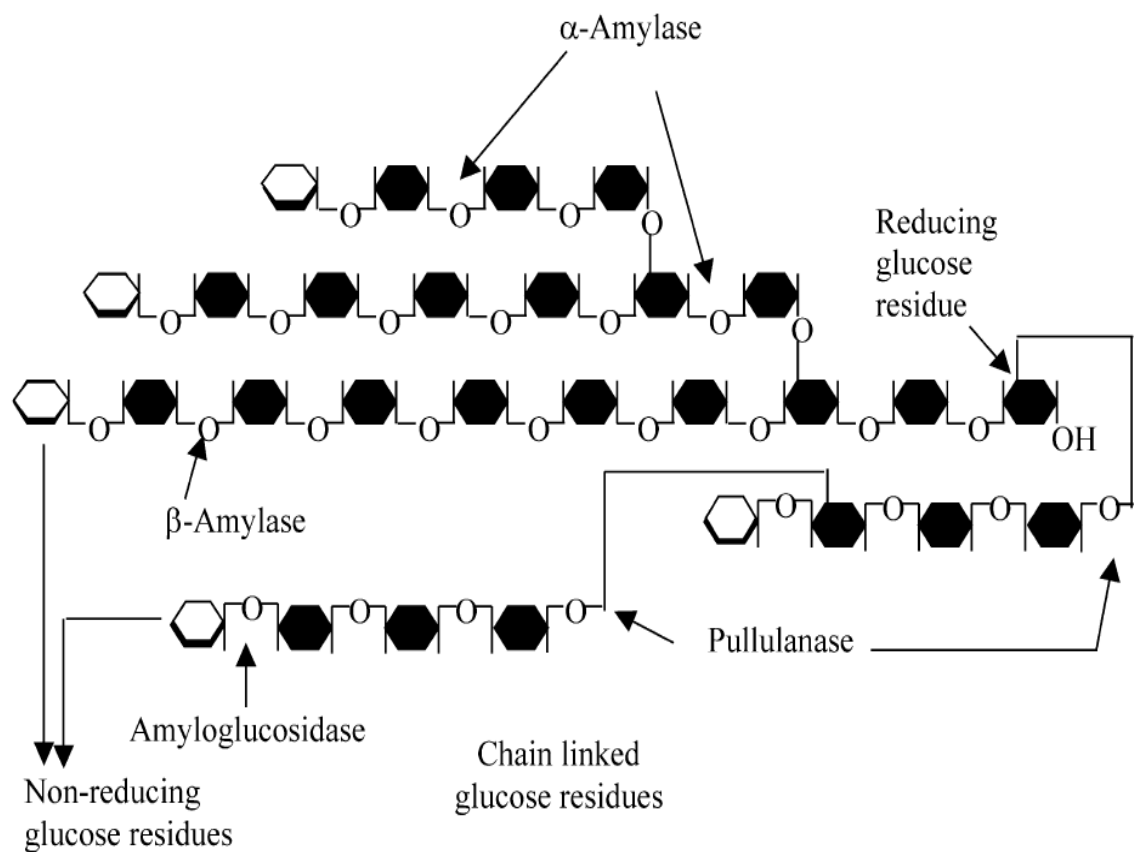 α-Amylase
O O O
O
Reducing
glucose
residue
O O O O O O
O
O O O O O O O O O
OH
β-Amylase
O O O O
O O O O
Pullulanase
Amyloglucosidase
Chain linked
glucose residues
Non-reducing
glucose residues